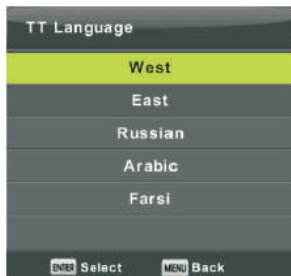 TT Language
West
East
Russian
Arabic
Farsi
ENTER Select MENU Back